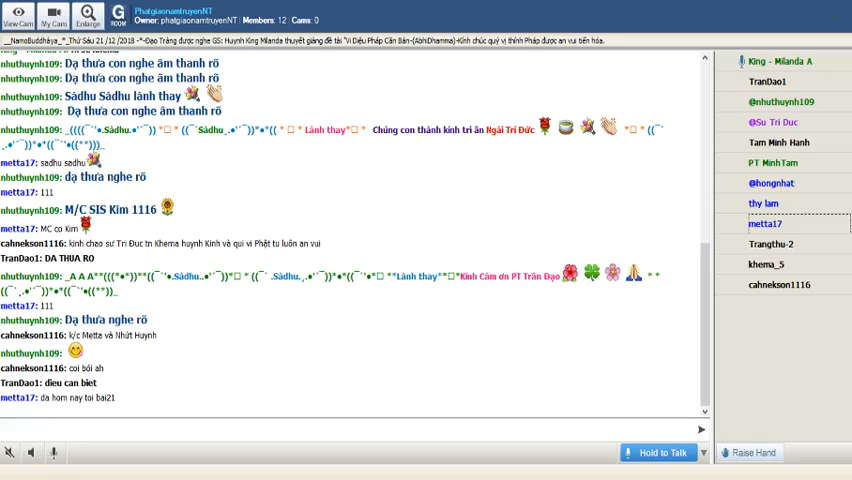 PhatgiaonamtruyenNT
Owner: phatgiaonamtruyenNT | Members: 12 | Cams: 0
View Cam
My Cam
Enlarge
G
ROOM
__NamoBuddhàya_*_Thứ Sáu 21 /12 /2018 -*-Đạo Tràng được nghe GS: Huynh King Milanda thuyết giảng đề tài "Vi Diệu Pháp Căn Bản-(AbhiDhamma)-Kính chúc quý vị thính Pháp được an vui tiến hóa.
nhuthuynh109: Dạ thưa con nghe âm thanh rõ
nhuthuynh109: Dạ thưa con nghe âm thanh rõ
nhuthuynh109: Sàdhu Sàdhu lành thay
nhuthuynh109: Dạ thưa con nghe âm thanh rõ
nhuthuynh109: _((((¯`'•.Sàdhu.•'´¯)) *□ * ((¯`Sàdhu¸.•'´¯)•*•*(( * □ * Lành thay*□ * Chúng con thành kính tri ân Ngài Trí Đức *□ * ((¯`
¸.•'´¯))*•*((¯`'•((**)))_
metta17: sadhu sadhu
nhuthuynh109: dạ thưa nghe rõ
metta17: 111
nhuthuynh109: M/C SIS Kim 1116
metta17: MC co Kim
cahnekson1116: kinh chao sư Tri Duc tn Khema huynh Kinh và qui vi Phật tu luôn an vui
TranDao1: DA THUA RO
nhuthuynh109: _A A A**(((*•*))**((¯`'•.Sàdhu..•'´¯))*□ * ((¯` .Sàdhu.¸.•'´¯))*•*((¯`'•*□ **Lành thay**□*Kính Cám ơn PT Trần Đạo * *
((¯`¸.•'´¯))*•*((¯`'•((**))_
metta17: 111
nhuthuynh109: Dạ thưa nghe rõ
cahnekson1116: k/c Metta và Nhứt Huynh
nhuthuynh109:
cahnekson1116: coi bói ah
TranDao1: dieu can biet
metta17: da hom nay toi bai21
Hold to Talk
King - Milanda A
TranDao1
@nhuthuynh109
@Su Tri Duc
Tam Minh Hanh
PT MinhTam
@hongnhat
thy lam
metta17
Trangthu-2
khema_5
cahnekson1116
Raise Hand